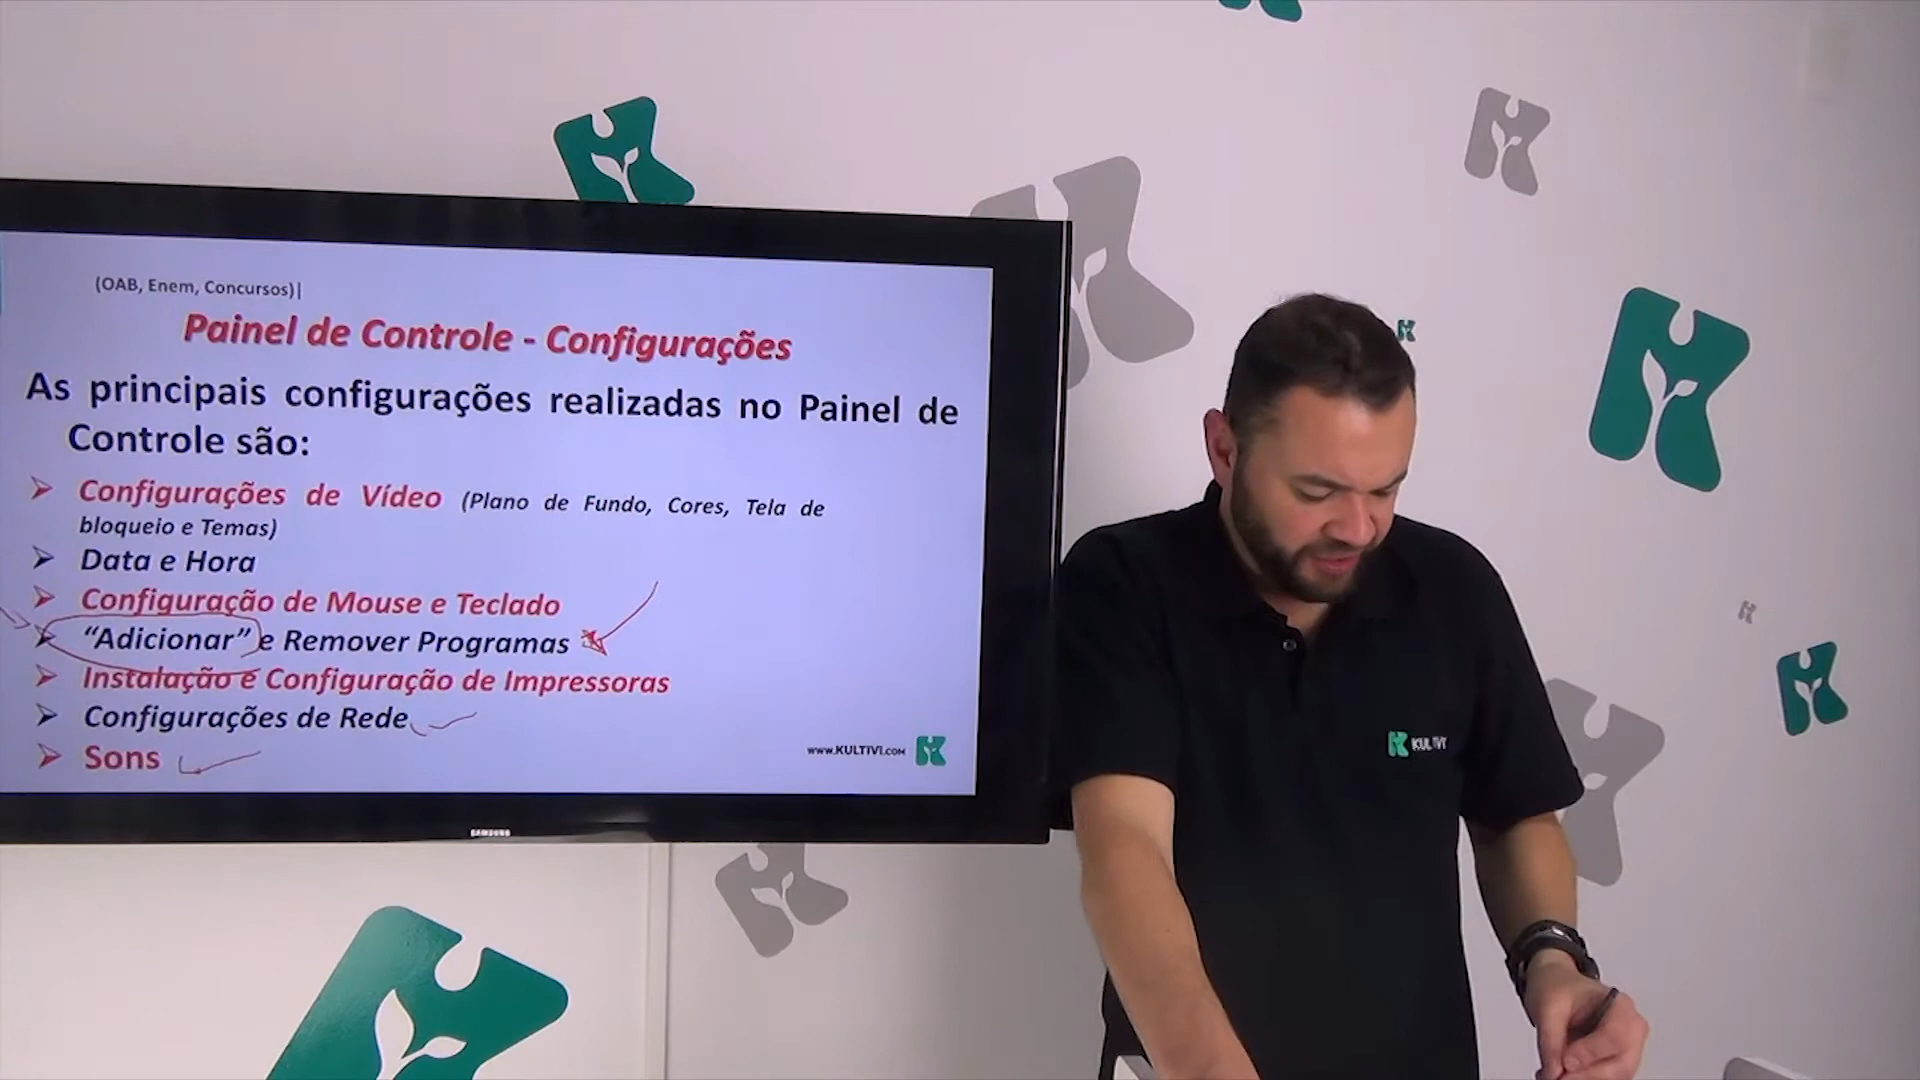 (OAB, Enem, Concursos)|
Painel de Controle - Configurações
As principais configurações realizadas no Painel de
Controle são:
Configurações de Vídeo (Plano de Fundo, Cores, Tela de
bloqueio e Temas)
Data e Hora
Configuração de Mouse e Teclado
“Adicionar” e Remover Programas
Instalação e Configuração de Impressoras
Configurações de Rede
Sons
www.KULTIVI.COM
SAMSUNG
KULTIVI